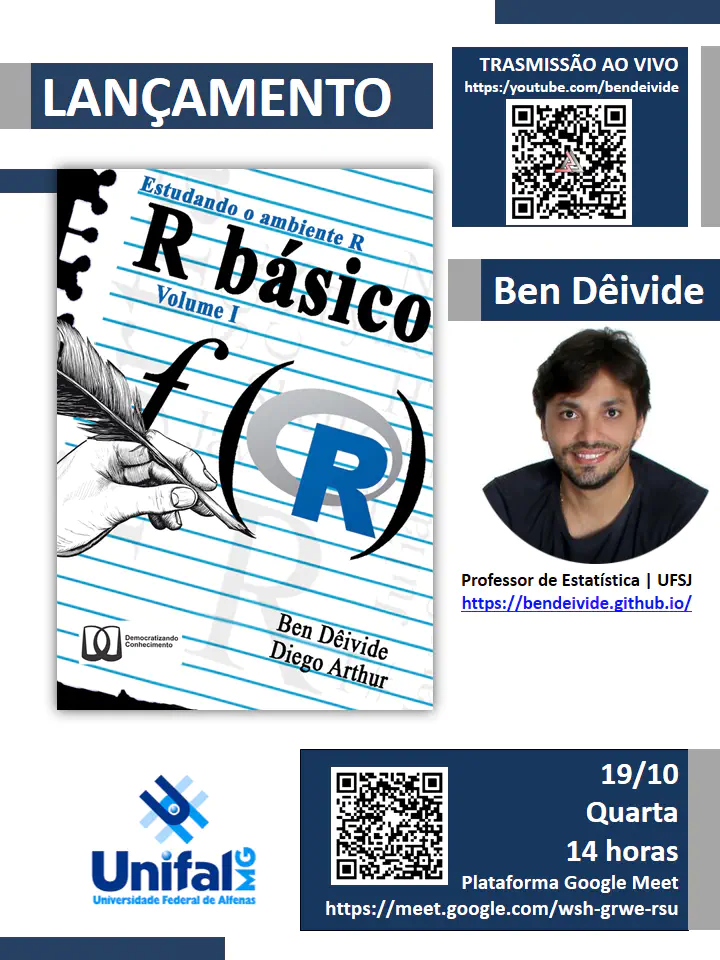 LANÇAMENTO
TRASMISSÃO AO VIVO
https:/youtube.com/bendeivide
Estudando o ambiente R
R básico
Volume I
f (R)
Democratizando
Conhecimento
Ben Dêivide
Diego Arthur
Ben Dêivide
Professor de Estatística | UFSJ
https://bendeivide.github.io/
Unifal MG
Universidade Federal de Alfenas
19/10
Quarta
14 horas
Plataforma Google Meet
https://meet.google.com/wsh-grwe-rsu